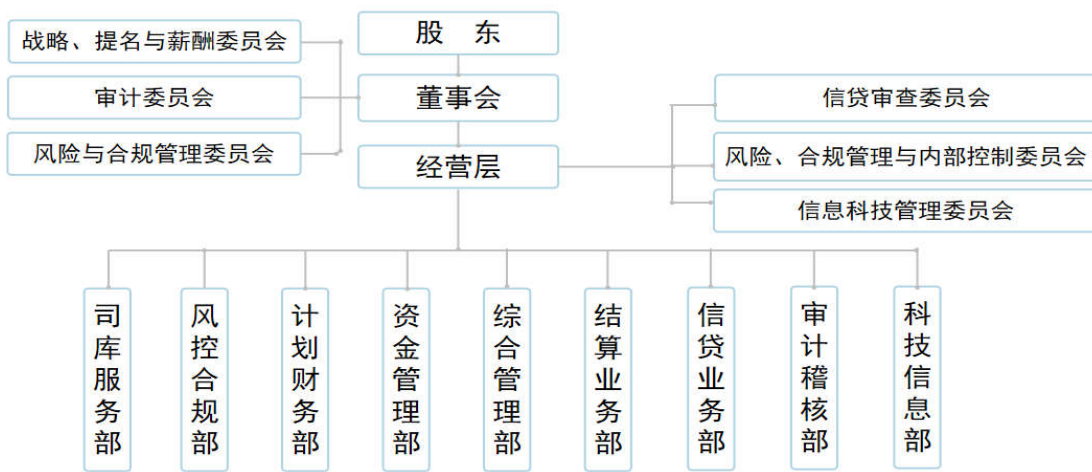 股 东
战略、提名与薪酬委员会
董事会
审计委员会
信贷审查委员会
经营层
风险与合规管理委员会
风险、合规管理与内部控制委员会
信息科技管理委员会
司库服务部
风控合规部
计划财务部
资金管理部
综合管理部
结算业务部
信贷业务部
审计稽核部
科技信息部